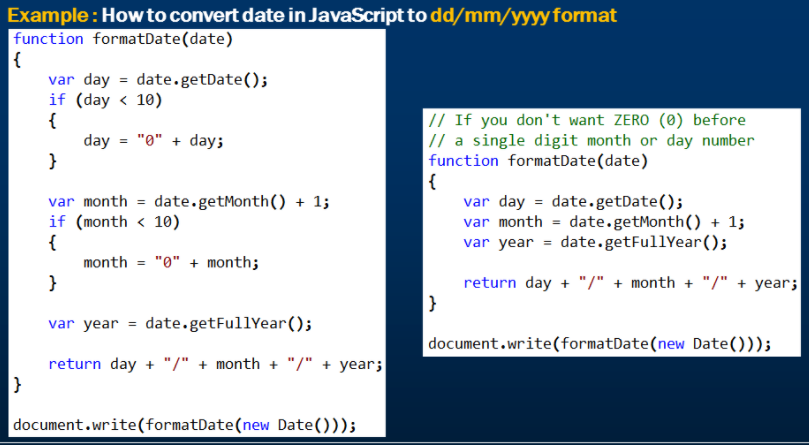 Example : How to convert date in JavaScript to dd/mm/yyyy format
function formatDate(date)
{
    var day = date.getDate();
    if (day < 10)
    {
        day = "0" + day;
    }
    var month = date.getMonth() + 1;
    if (month < 10)
    {
        month = "0" + month;
    }
    var year = date.getFullYear();
    return day + "/" + month + "/" + year;
}
document.write(formatDate(new Date()));
// If you don't want ZERO (0) before
// a single digit month or day number
function formatDate(date)
{
    var day = date.getDate();
    var month = date.getMonth() + 1;
    var year = date.getFullYear();
    return day + "/" + month + "/" + year;
}
document.write(formatDate(new Date()));